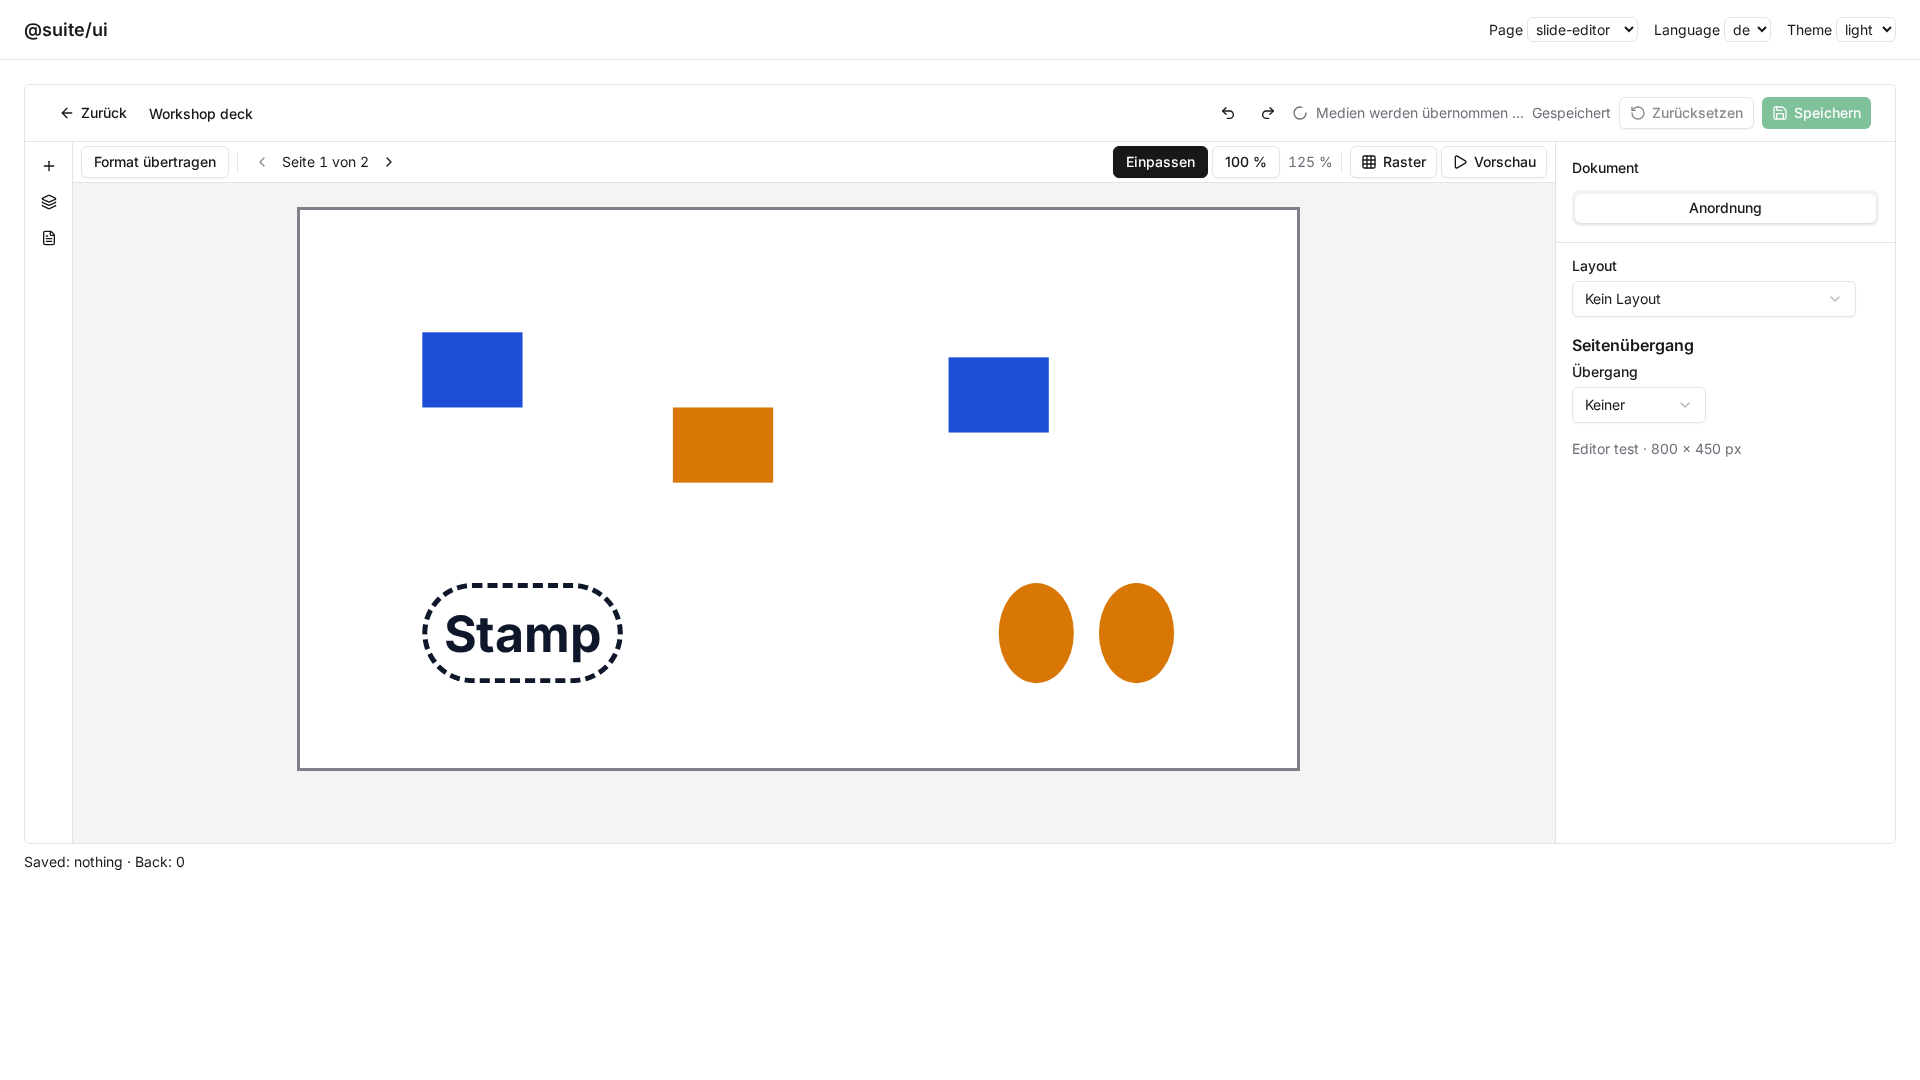 @suite/ui
Page slide-editor Language de Theme light
Zurück Workshop deck
Medien werden übernommen ... Gespeichert Zurücksetzen Speichern
Format übertragen Seite 1 von 2 Einpassen 100 % 125 % Raster Vorschau
Dokument
Anordnung
Layout
Kein Layout
Seitenübergang
Übergang
Keiner
Editor test · 800 × 450 px
Stamp
Saved: nothing · Back: 0